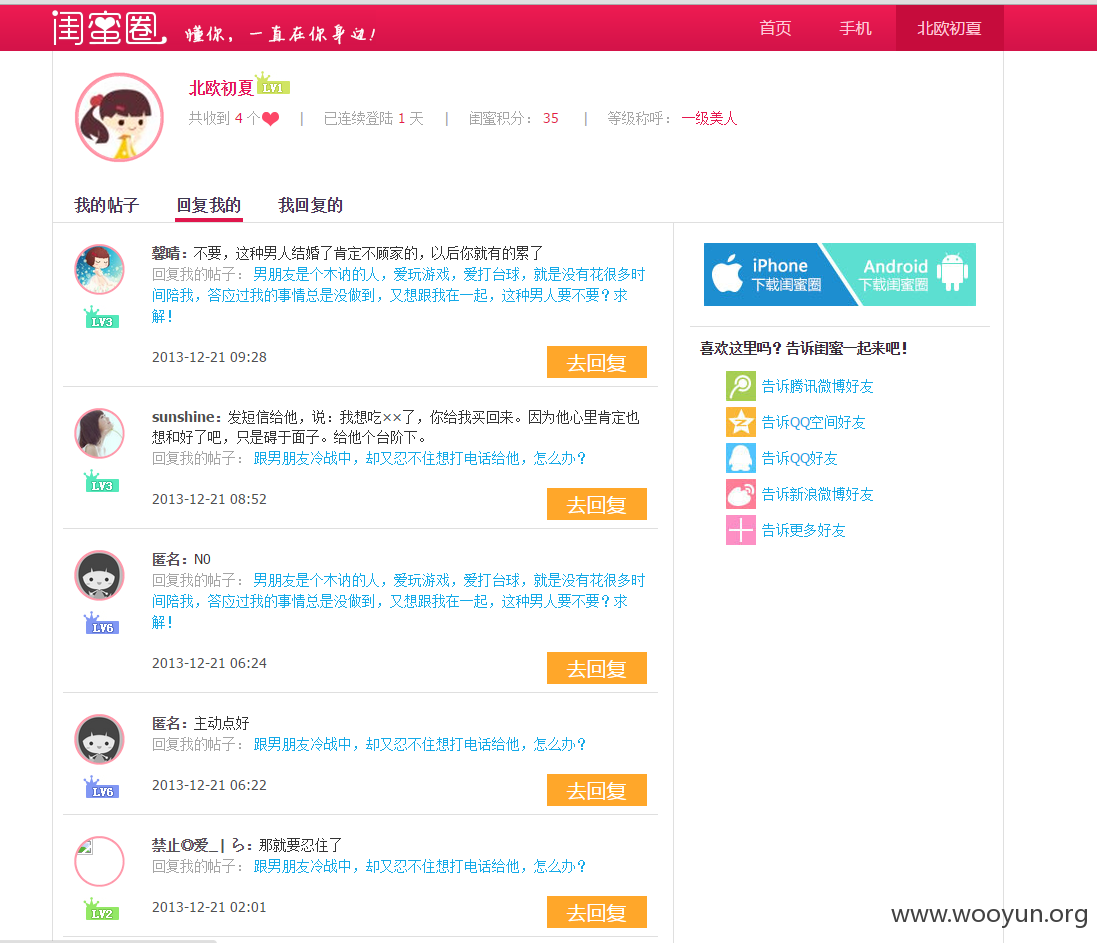 闺蜜圈 懂你，一直在你身边！
首页 手机 北欧初夏
北欧初夏 LV1
共收到 4 个 | 已连续登陆 1 天 | 闺蜜积分： 35 | 等级称呼： 一级美人
我的帖子 回复我的 我回复的
馨晴：不要，这种男人结婚了肯定不顾家的，以后你就有的累了
回复我的帖子： 男朋友是个木讷的人，爱玩游戏，爱打台球，就是没有花很多时
间陪我，答应过我的事情总是没做到，又想跟我在一起，这种男人要不要？求
解！
LV3
2013-12-21 09:28
去回复
sunshine：发短信给他，说：我想吃××了，你给我买回来。因为他心里肯定也
想和好了吧，只是碍于面子。给他个台阶下。
回复我的帖子： 跟男朋友冷战中，却又忍不住想打电话给他，怎么办？
LV3
2013-12-21 08:52
去回复
匿名：N0
回复我的帖子： 男朋友是个木讷的人，爱玩游戏，爱打台球，就是没有花很多时
间陪我，答应过我的事情总是没做到，又想跟我在一起，这种男人要不要？求
解！
LV6
2013-12-21 06:24
去回复
匿名：主动点好
回复我的帖子： 跟男朋友冷战中，却又忍不住想打电话给他，怎么办？
LV6
2013-12-21 06:22
去回复
禁止◎爱_| ら：那就要忍住了
回复我的帖子： 跟男朋友冷战中，却又忍不住想打电话给他，怎么办？
LV2
2013-12-21 02:01
去回复
iPhone
下载闺蜜圈
Android
下载闺蜜圈
喜欢这里吗？告诉闺蜜一起来吧！
告诉腾讯微博好友
告诉QQ空间好友
告诉QQ好友
告诉新浪微博好友
告诉更多好友
www.wooyun.org